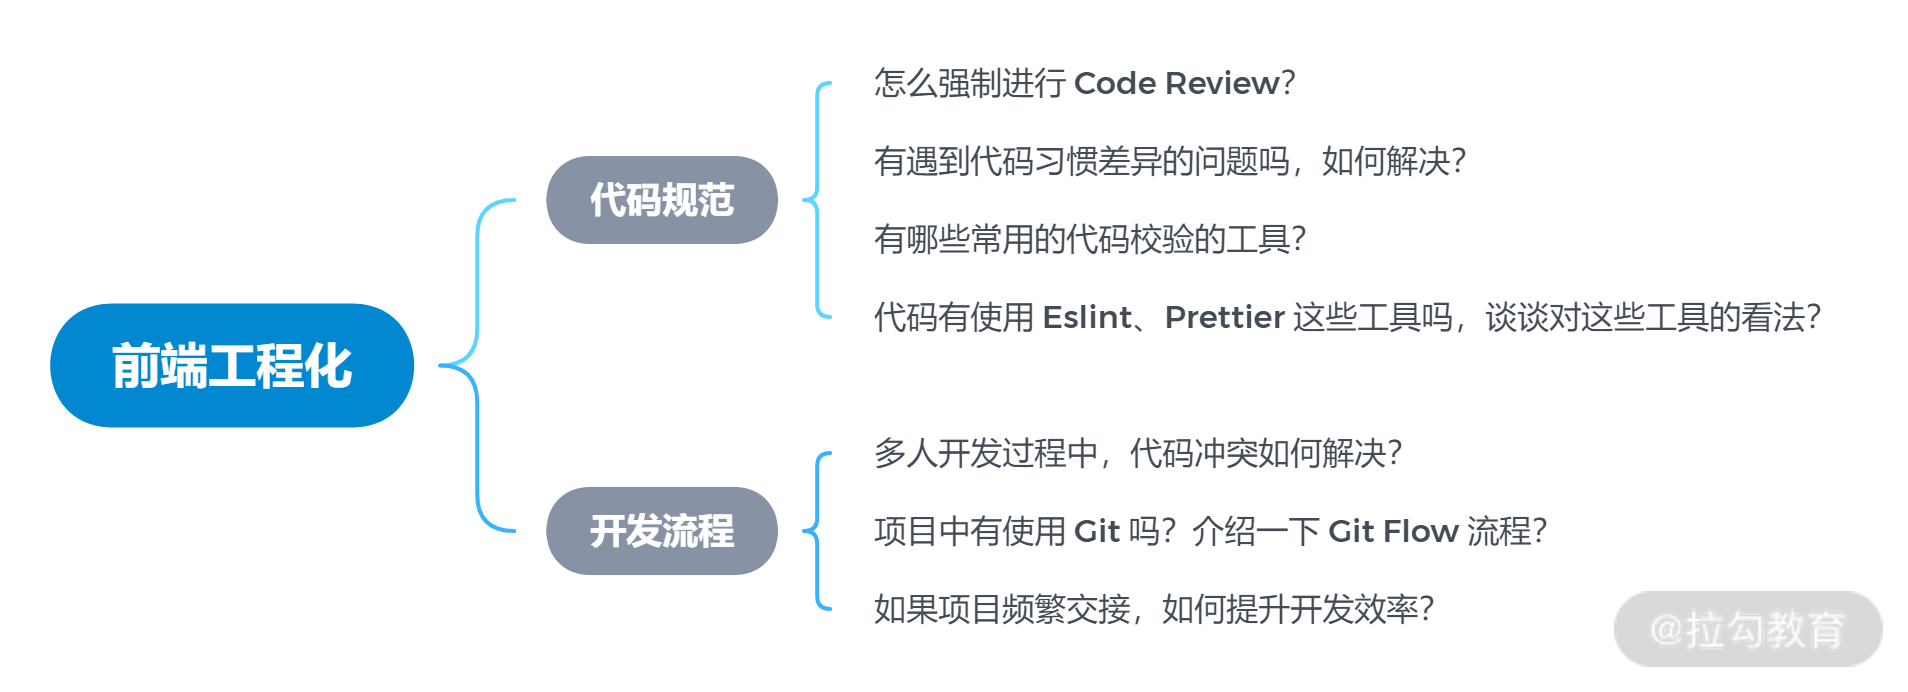 前端工程化
代码规范
怎么强制进行 Code Review？
有遇到代码习惯差异的问题吗，如何解决？
有哪些常用的代码校验的工具？
代码有使用 Eslint、Prettier 这些工具吗，谈谈对这些工具的看法？
开发流程
多人开发过程中，代码冲突如何解决？
项目中有使用 Git 吗？介绍一下 Git Flow 流程？
如果项目频繁交接，如何提升开发效率？
@拉勾教育